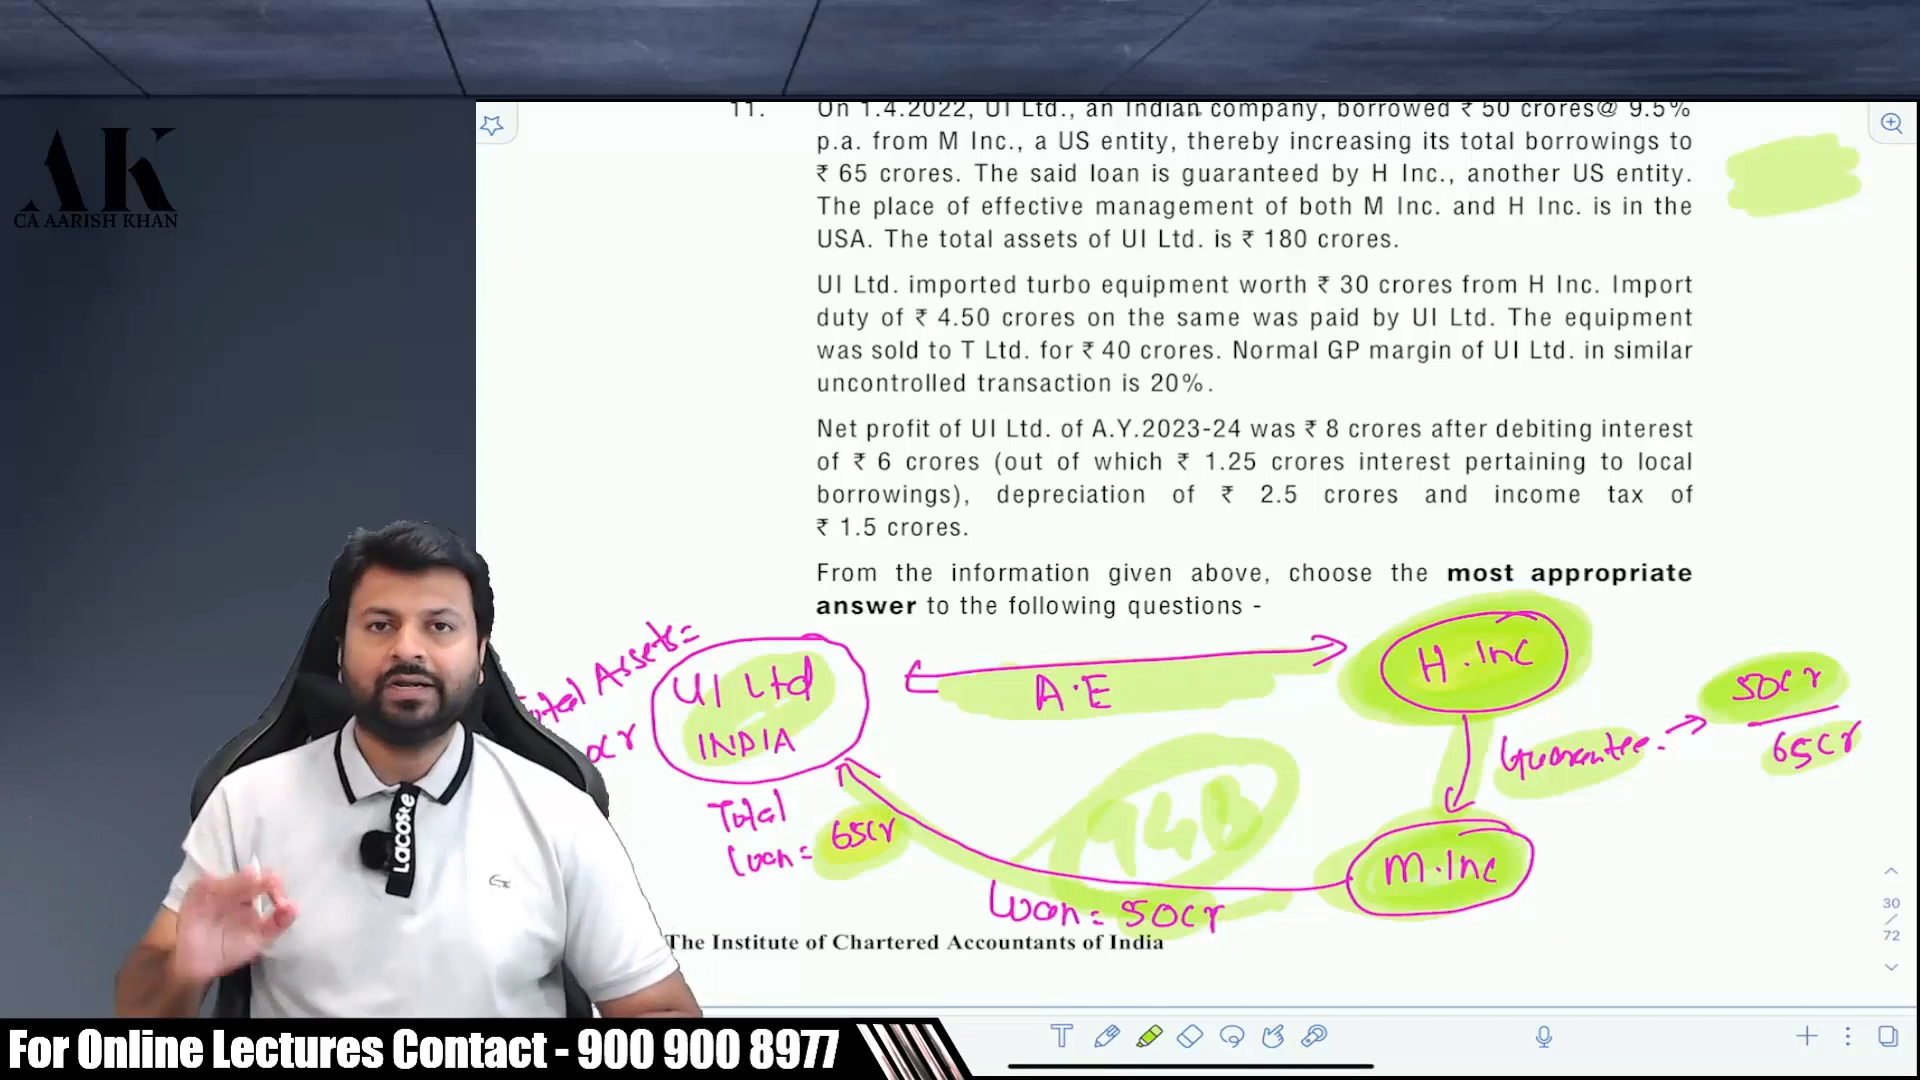 AK
CA AARISH KHAN
11. On 1.4.2022, UI Ltd., an Indian company, borrowed ₹ 50 crores@ 9.5%
p.a. from M Inc., a US entity, thereby increasing its total borrowings to
₹ 65 crores. The said loan is guaranteed by H Inc., another US entity.
The place of effective management of both M Inc. and H Inc. is in the
USA. The total assets of UI Ltd. is ₹ 180 crores.
UI Ltd. imported turbo equipment worth ₹ 30 crores from H Inc. Import
duty of ₹ 4.50 crores on the same was paid by UI Ltd. The equipment
was sold to T Ltd. for ₹ 40 crores. Normal GP margin of UI Ltd. in similar
uncontrolled transaction is 20%.
Net profit of UI Ltd. of A.Y.2023-24 was ₹ 8 crores after debiting interest
of ₹ 6 crores (out of which ₹ 1.25 crores interest pertaining to local
borrowings), depreciation of ₹ 2.5 crores and income tax of
₹ 1.5 crores.
From the information given above, choose the most appropriate
answer to the following questions -
Assets=
UI Ltd
INDIA
A.E
H.Inc
Guarantee.
50cr
65cr
Total
Loan = 65cr
94B
M.Inc
Loan = 50cr
The Institute of Chartered Accountants of India
30
/
72
LACOSTE
T
For Online Lectures Contact - 900 900 8977